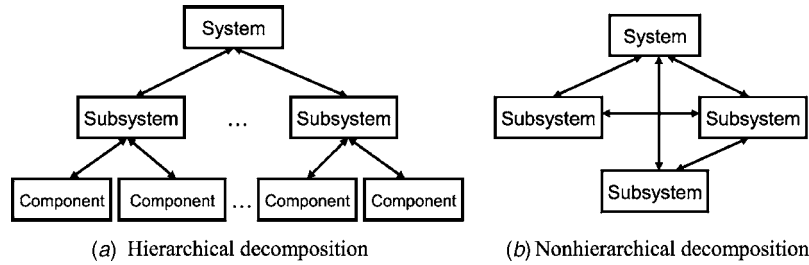 System
Subsystem
...
Subsystem
Component
Component
...
Component
Component
(a) Hierarchical decomposition
System
Subsystem
Subsystem
Subsystem
(b) Nonhierarchical decomposition